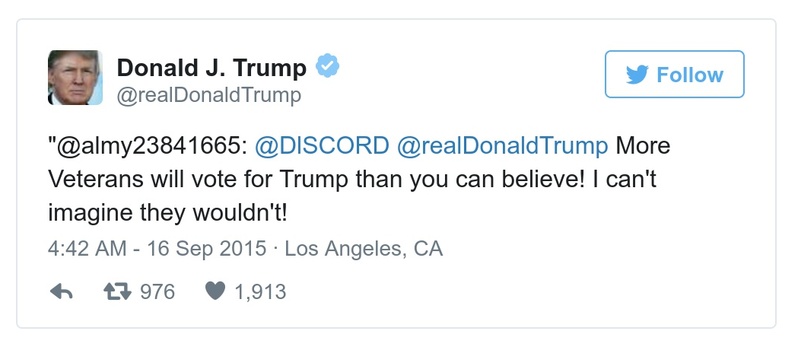 Donald J. Trump
@realDonaldTrump
Follow
"@almy23841665: @DISCORD @realDonaldTrump More
Veterans will vote for Trump than you can believe! I can't
imagine they wouldn't!
4:42 AM - 16 Sep 2015 · Los Angeles, CA
976 1,913